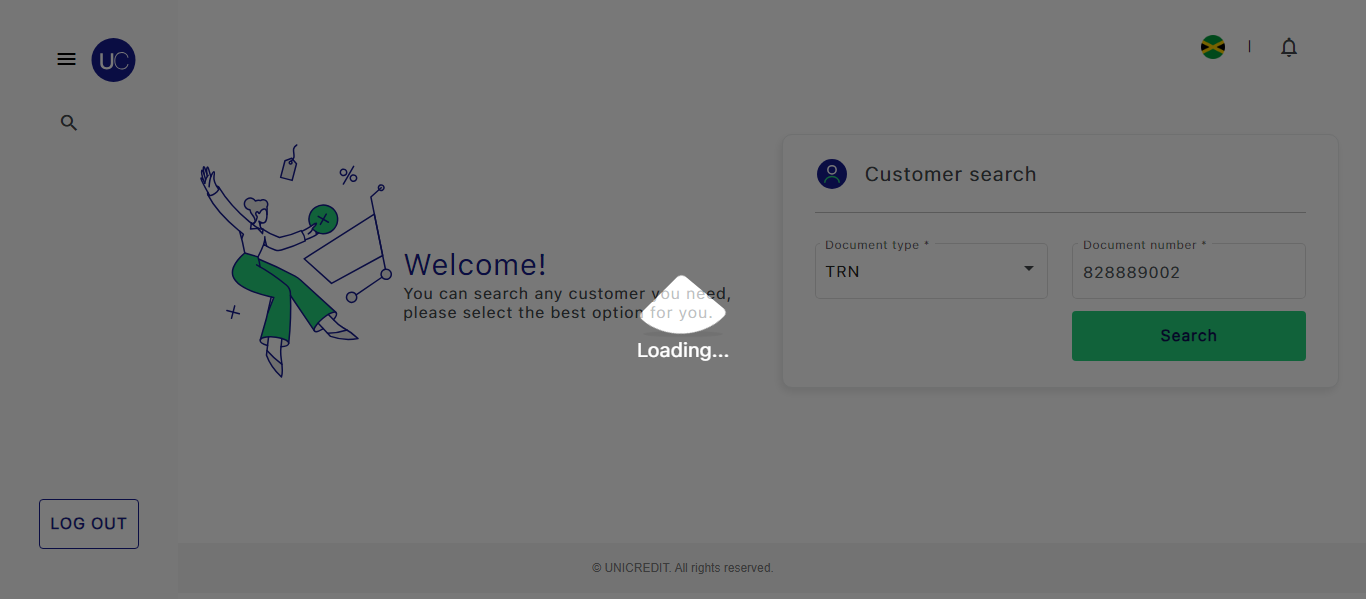 UC
Customer search
Document type *
TRN
Document number *
828889002
Welcome!
You can search any customer you need,
please select the best option for you.
Search
Loading...
LOG OUT
© UNICREDIT. All rights reserved.